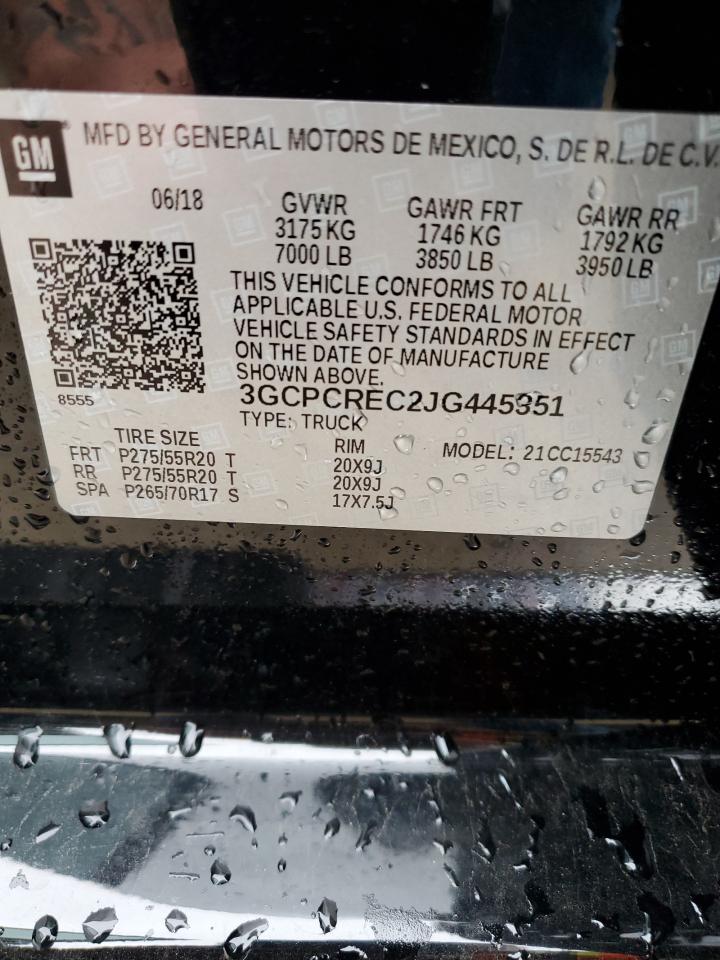 GM MFD BY GENERAL MOTORS DE MEXICO, S. DE R.L. DE C.V.
06/18 GVWR GAWR FRT GAWR RR
3175 KG 1746 KG 1792 KG
7000 LB 3850 LB 3950 LB
THIS VEHICLE CONFORMS TO ALL
APPLICABLE U.S. FEDERAL MOTOR
VEHICLE SAFETY STANDARDS IN EFFECT
ON THE DATE OF MANUFACTURE
SHOWN ABOVE.
8555 3GCPCREC2JG445351
TYPE: TRUCK
TIRE SIZE RIM MODEL: 21CC15543
FRT P275/55R20 T 20X9J
RR P275/55R20 T 20X9J
SPA P265/70R17 S 17X7.5J